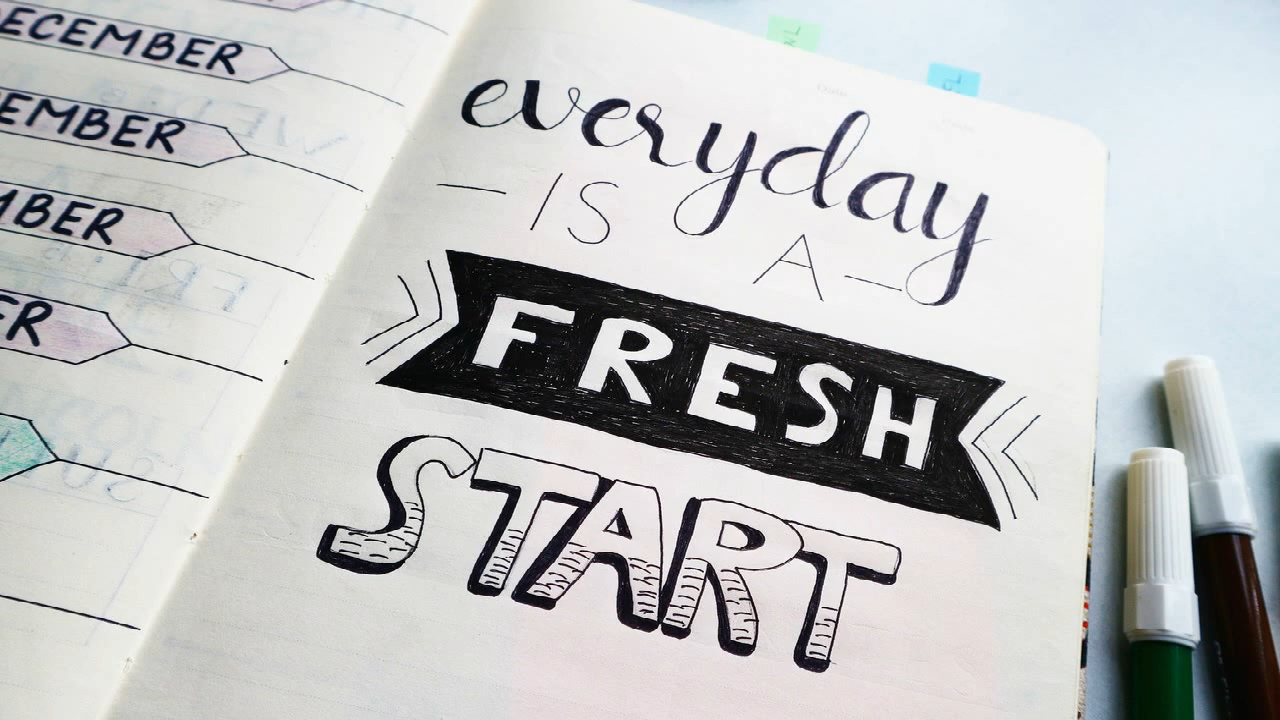 DECEMBER
EMBER
MBER
ER
everyday
– IS A –
FRESH
START